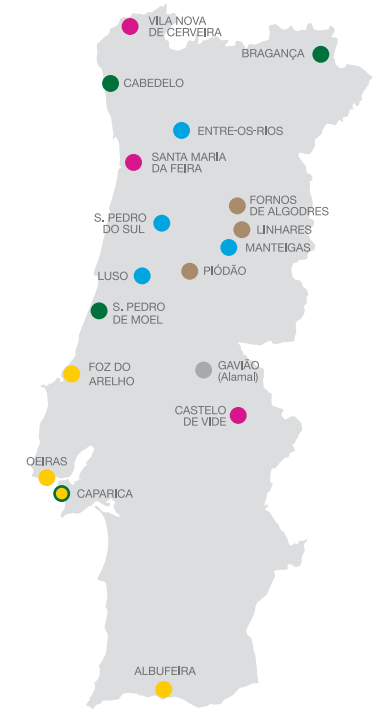 VILA NOVA
DE CERVEIRA
BRAGANÇA
CABEDELO
ENTRE-OS-RIOS
SANTA MARIA
DA FEIRA
FORNOS
DE ALGODRES
S. PEDRO
DO SUL
LINHARES
MANTEIGAS
LUSO
PIÓDÃO
S. PEDRO
DE MOEL
FOZ DO
ARELHO
GAVIÃO
(Alamal)
CASTELO
DE VIDE
OEIRAS
CAPARICA
ALBUFEIRA